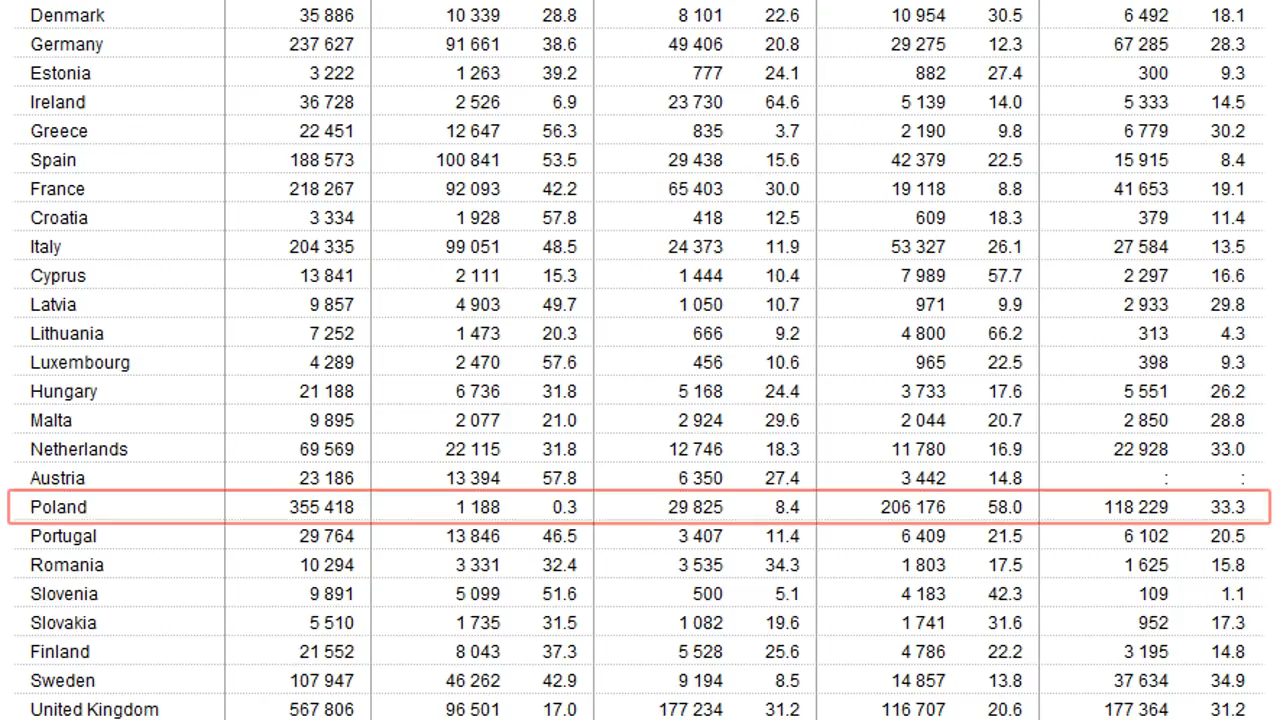 Denmark 35 886 10 339 28.8 8 101 22.6 10 954 30.5 6 492 18.1
Germany 237 627 91 661 38.6 49 406 20.8 29 275 12.3 67 285 28.3
Estonia 3 222 1 263 39.2 777 24.1 882 27.4 300 9.3
Ireland 36 728 2 526 6.9 23 730 64.6 5 139 14.0 5 333 14.5
Greece 22 451 12 647 56.3 835 3.7 2 190 9.8 6 779 30.2
Spain 188 573 100 841 53.5 29 438 15.6 42 379 22.5 15 915 8.4
France 218 267 92 093 42.2 65 403 30.0 19 118 8.8 41 653 19.1
Croatia 3 334 1 928 57.8 418 12.5 609 18.3 379 11.4
Italy 204 335 99 051 48.5 24 373 11.9 53 327 26.1 27 584 13.5
Cyprus 13 841 2 111 15.3 1 444 10.4 7 989 57.7 2 297 16.6
Latvia 9 857 4 903 49.7 1 050 10.7 971 9.9 2 933 29.8
Lithuania 7 252 1 473 20.3 666 9.2 4 800 66.2 313 4.3
Luxembourg 4 289 2 470 57.6 456 10.6 965 22.5 398 9.3
Hungary 21 188 6 736 31.8 5 168 24.4 3 733 17.6 5 551 26.2
Malta 9 895 2 077 21.0 2 924 29.6 2 044 20.7 2 850 28.8
Netherlands 69 569 22 115 31.8 12 746 18.3 11 780 16.9 22 928 33.0
Austria 23 186 13 394 57.8 6 350 27.4 3 442 14.8 : :
Poland 355 418 1 188 0.3 29 825 8.4 206 176 58.0 118 229 33.3
Portugal 29 764 13 846 46.5 3 407 11.4 6 409 21.5 6 102 20.5
Romania 10 294 3 331 32.4 3 535 34.3 1 803 17.5 1 625 15.8
Slovenia 9 891 5 099 51.6 500 5.1 4 183 42.3 109 1.1
Slovakia 5 510 1 735 31.5 1 082 19.6 1 741 31.6 952 17.3
Finland 21 552 8 043 37.3 5 528 25.6 4 786 22.2 3 195 14.8
Sweden 107 947 46 262 42.9 9 194 8.5 14 857 13.8 37 634 34.9
United Kingdom 567 806 96 501 17.0 177 234 31.2 116 707 20.6 177 364 31.2